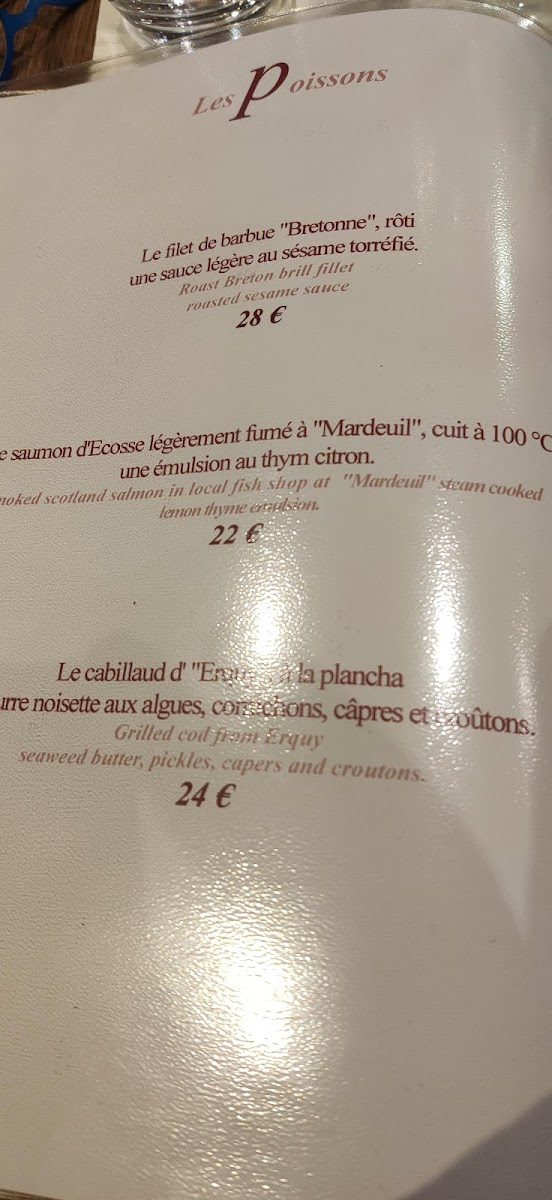 Les Poissons
Le filet de barbue "Bretonne", rôti
une sauce légère au sésame torréfié.
Roast Breton brill fillet
roasted sesame sauce
28 €
e saumon d'Ecosse légèrement fumé à "Mardeuil", cuit à 100 °C
une émulsion au thym citron.
moked scotland salmon in local fish shop at "Mardeuil" steam cooked
lemon thyme emulsion.
22 €
Le cabillaud d' "Erquy", à la plancha
urre noisette aux algues, cornichons, câpres et croûtons.
Grilled cod from Erquy
seaweed butter, pickles, capers and croutons.
24 €